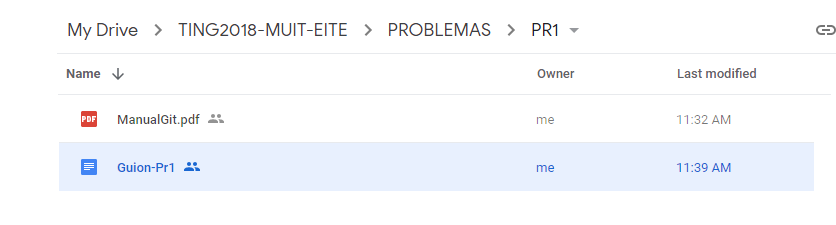 My Drive > TING2018-MUIT-EITE > PROBLEMAS > PR1
Name Owner Last modified
PDF ManualGit.pdf me 11:32 AM
Guion-Pr1 me 11:39 AM